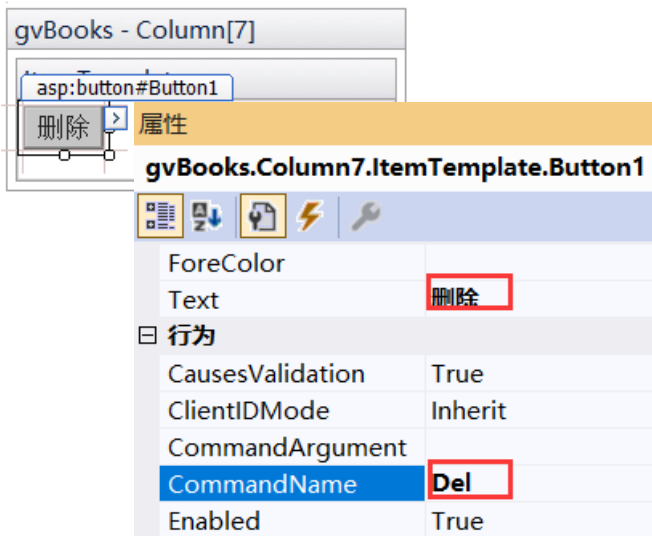 gvBooks - Column[7]
asp:button#Button1
删除
属性
gvBooks.Column7.ItemTemplate.Button1
ForeColor
Text 删除
行为
CausesValidation True
ClientIDMode Inherit
CommandArgument
CommandName Del
Enabled True